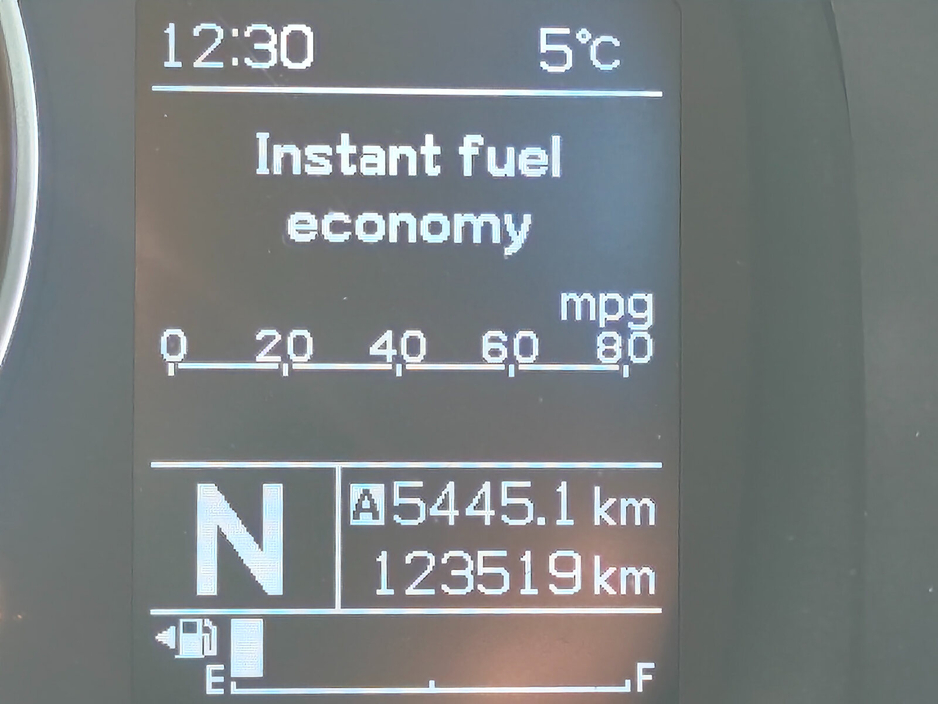 12:30 5°C
Instant fuel
economy
mpg
0 20 40 60 80
N A 5445.1 km
123519 km
E F